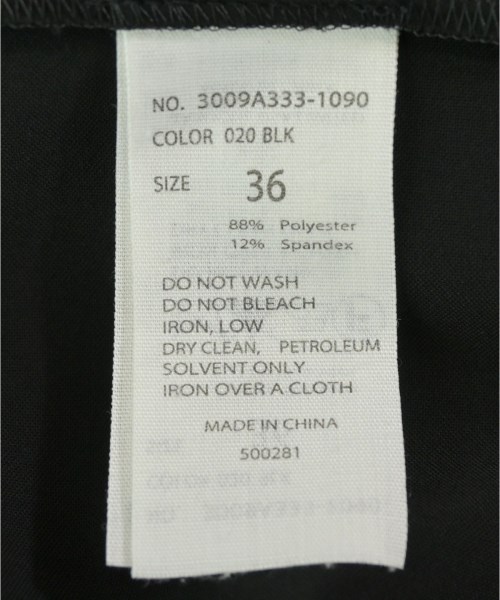 NO. 3009A333-1090
COLOR 020 BLK
SIZE 36
88% Polyester
12% Spandex
DO NOT WASH
DO NOT BLEACH
IRON, LOW
DRY CLEAN, PETROLEUM
SOLVENT ONLY
IRON OVER A CLOTH
MADE IN CHINA
500281